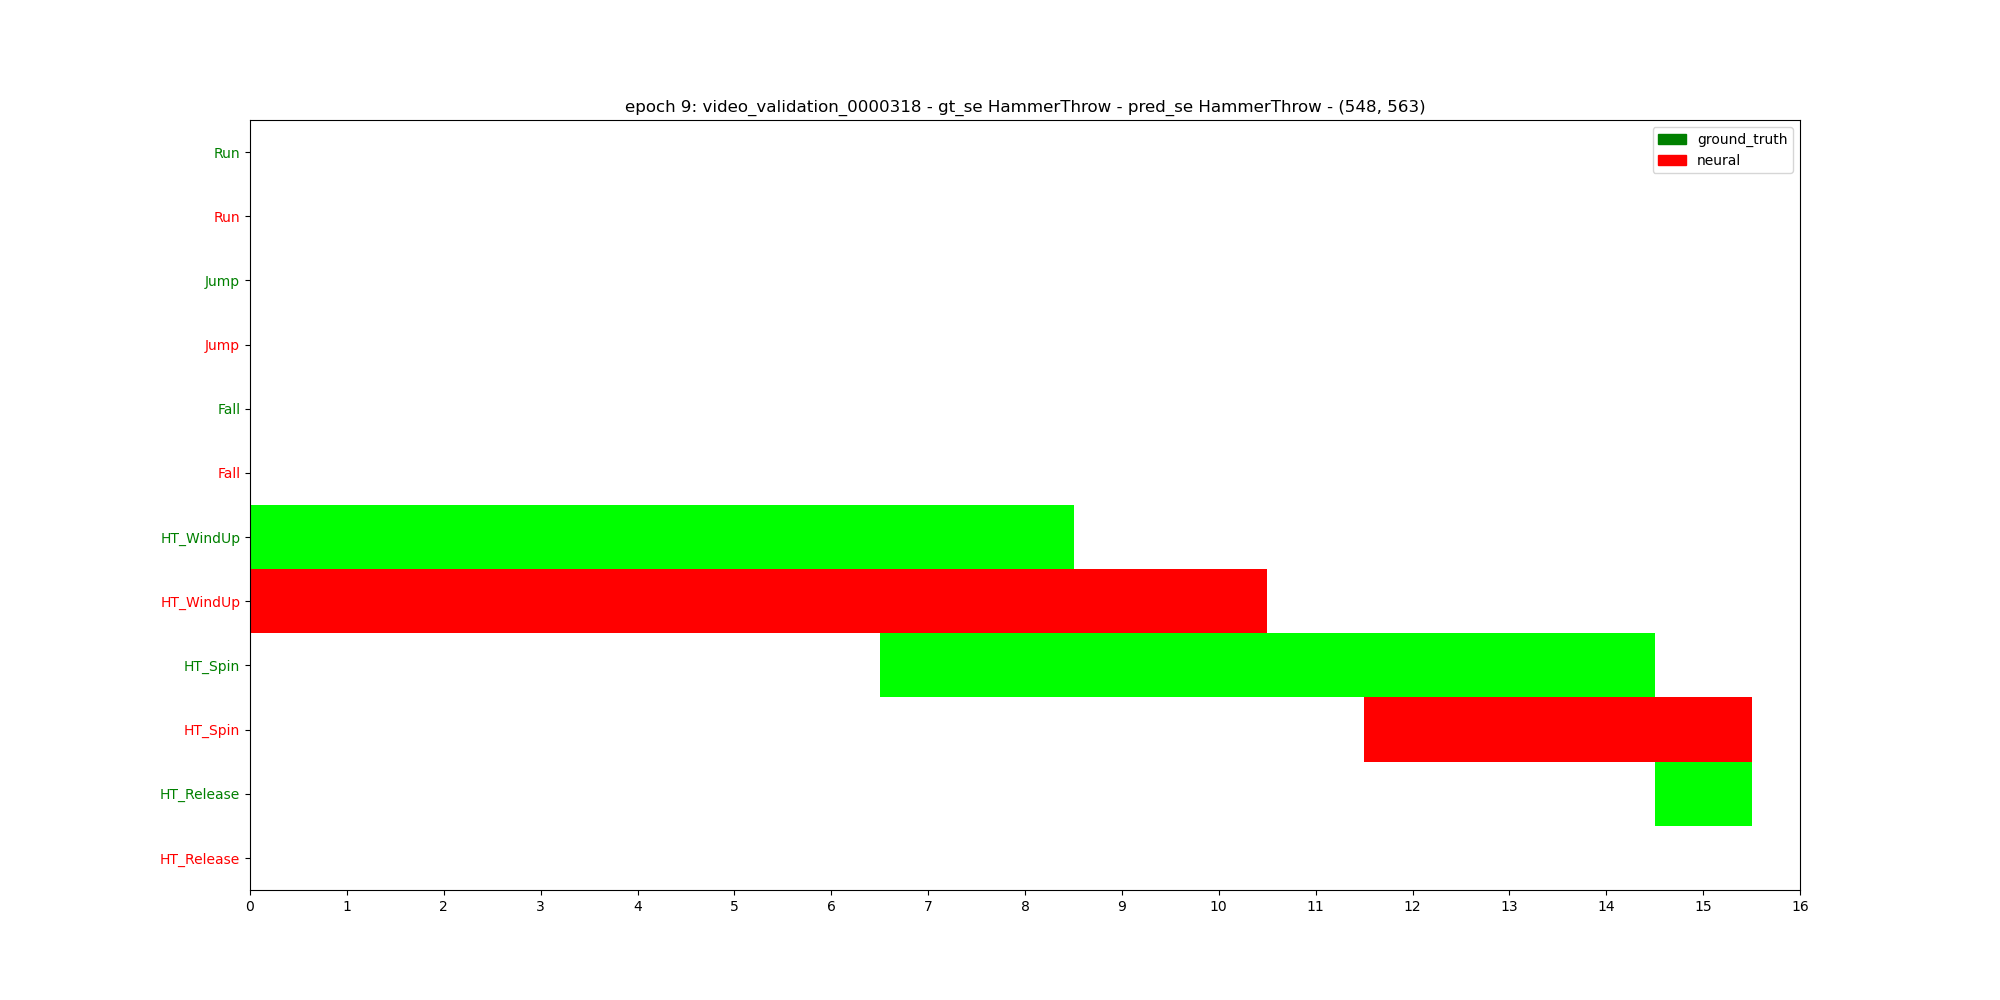 epoch 9: video_validation_0000318 - gt_se HammerThrow - pred_se HammerThrow - (548, 563)
ground_truth
neural
Run
Run
Jump
Jump
Fall
Fall
HT_WindUp
HT_WindUp
HT_Spin
HT_Spin
HT_Release
HT_Release
0 1 2 3 4 5 6 7 8 9 10 11 12 13 14 15 16